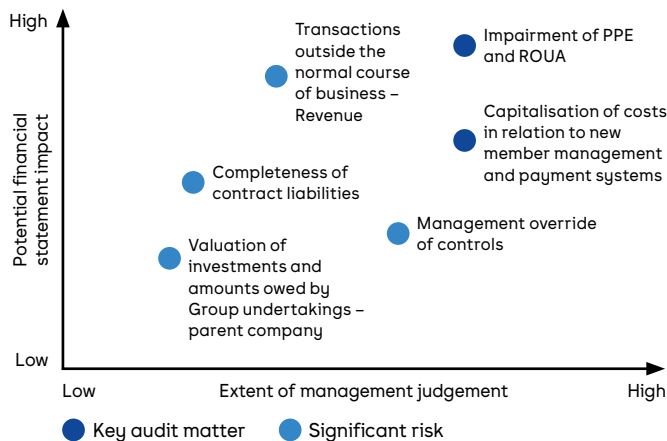 High
Potential financial
statement impact
Low
Transactions
outside the
normal course
of business –
Revenue
Impairment of PPE
and ROUA
Capitalisation of costs
in relation to new
member management
and payment systems
Completeness of
contract liabilities
Management override
of controls
Valuation of
investments and
amounts owed by
Group undertakings –
parent company
Low
Extent of management judgement
High
Key audit matter
Significant risk